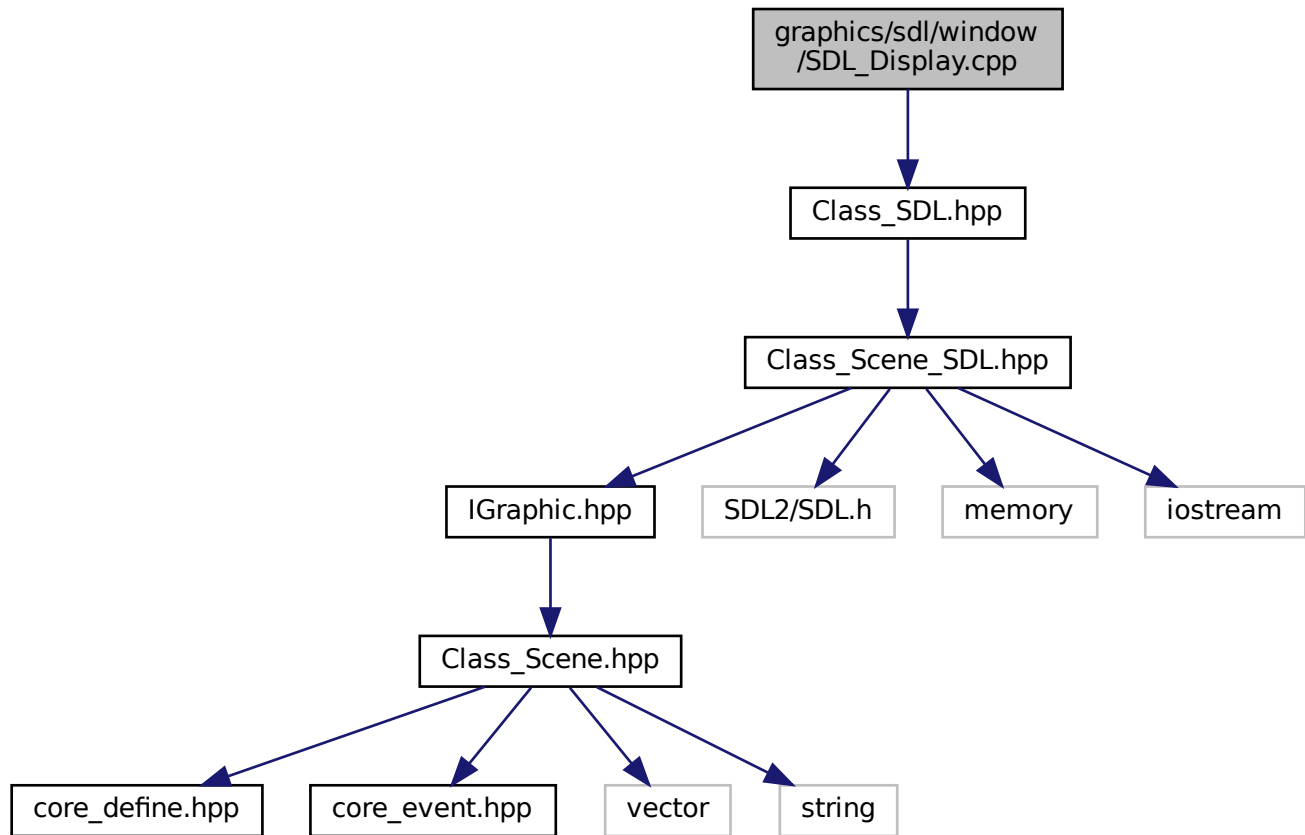 graphics/sdl/window
/SDL_Display.cpp
Class_SDL.hpp
Class_Scene_SDL.hpp
IGraphic.hpp
SDL2/SDL.h
memory
iostream
Class_Scene.hpp
core_define.hpp
core_event.hpp
vector
string